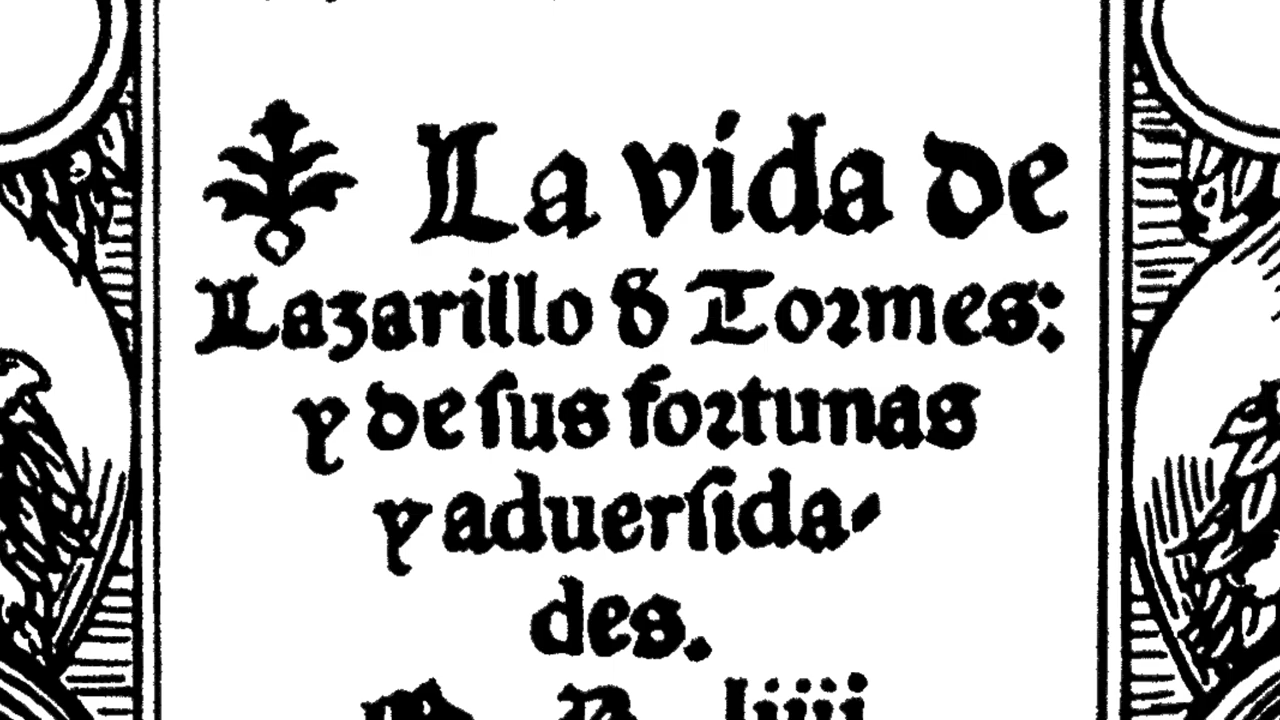 La vida de
Lazarillo d Tormes:
y de ſus fortunas
y aduerſida-
des.